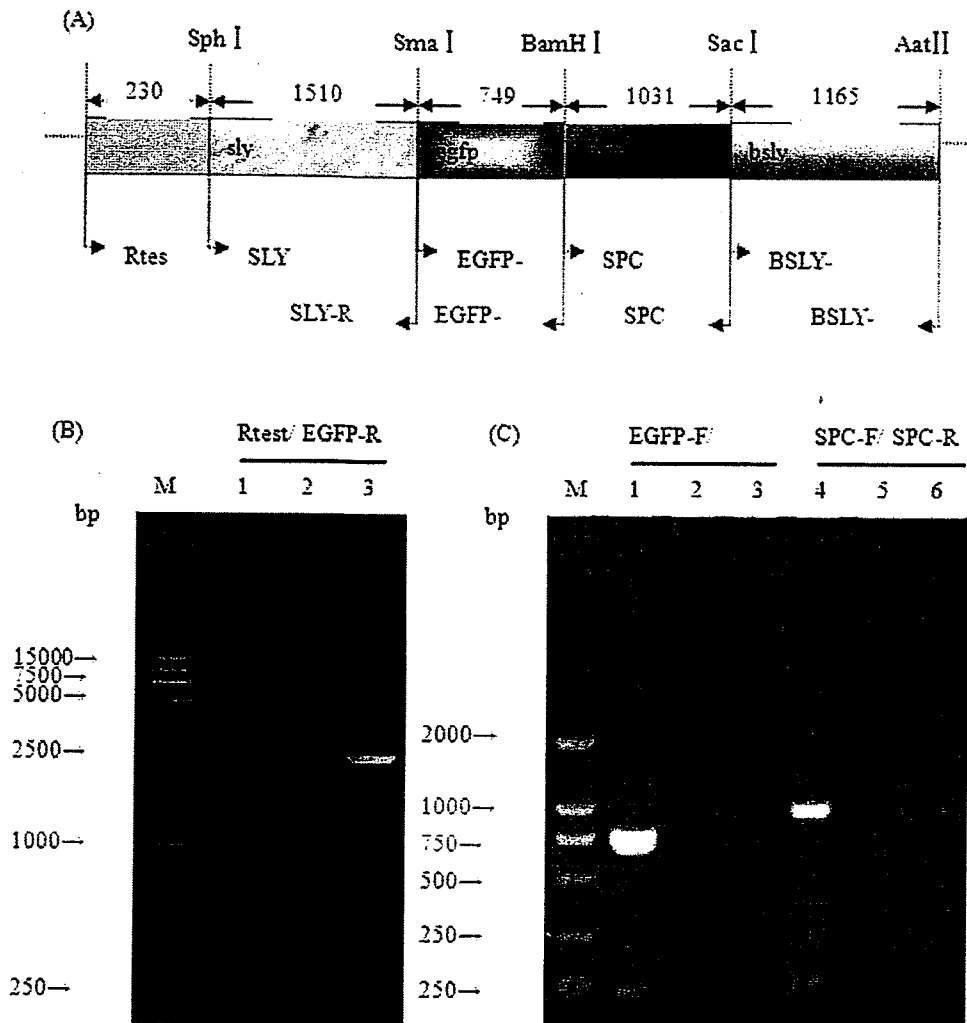 (A)
Sph I Sma I BamH I Sac I AatII
230 1510 749 1031 1165
sly gfp bsly
Rtes SLY EGFP- SPC BSLY-
SLY-R EGFP- SPC BSLY-
(B) Rtest/ EGFP-R
M 1 2 3
bp
15000→
7500→
5000→
2500→
1000→
250→
(C) EGFP-F/ SPC-F/ SPC-R
M 1 2 3 4 5 6
bp
2000→
1000→
750→
500→
250→
250→